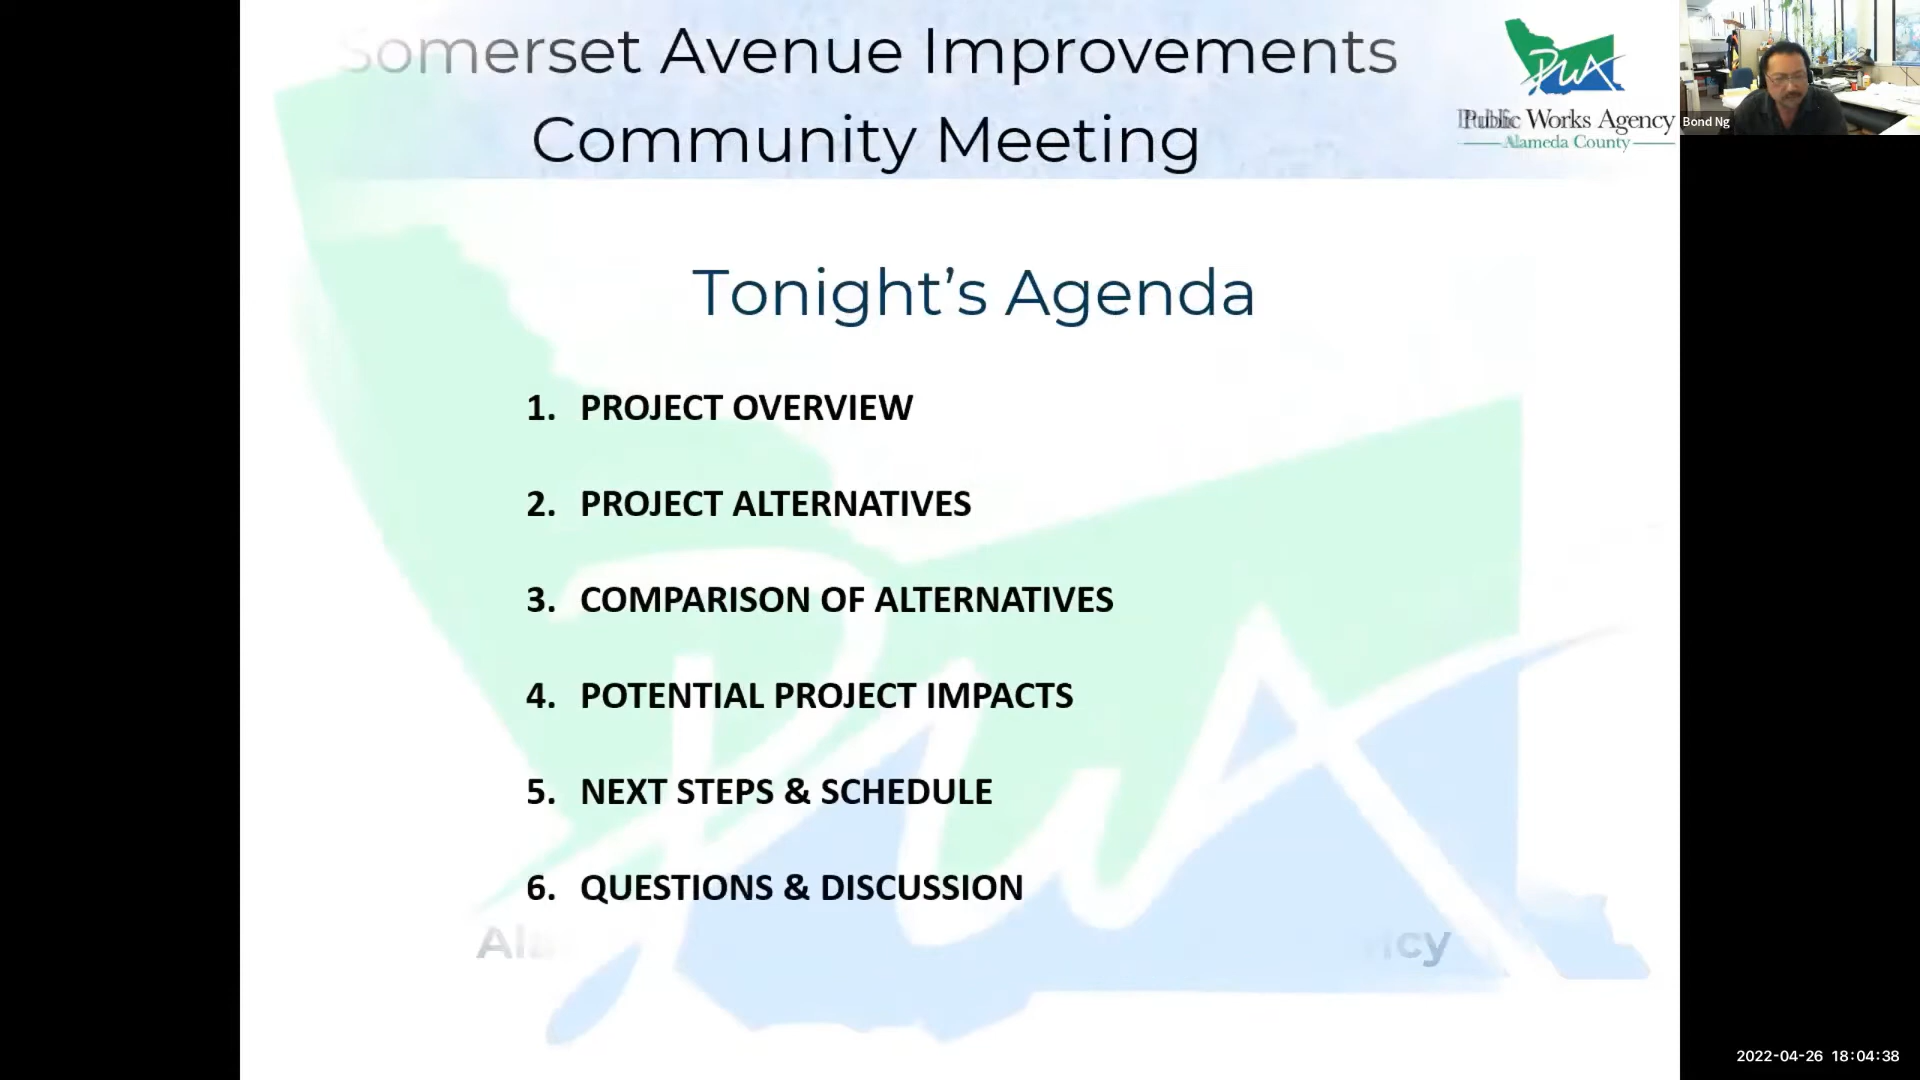 Somerset Avenue Improvements
Community Meeting
PWA
Public Works Agency
Alameda County
Bond Ng
Tonight's Agenda
1. PROJECT OVERVIEW
2. PROJECT ALTERNATIVES
3. COMPARISON OF ALTERNATIVES
4. POTENTIAL PROJECT IMPACTS
5. NEXT STEPS & SCHEDULE
6. QUESTIONS & DISCUSSION
2022-04-26 18:04:38